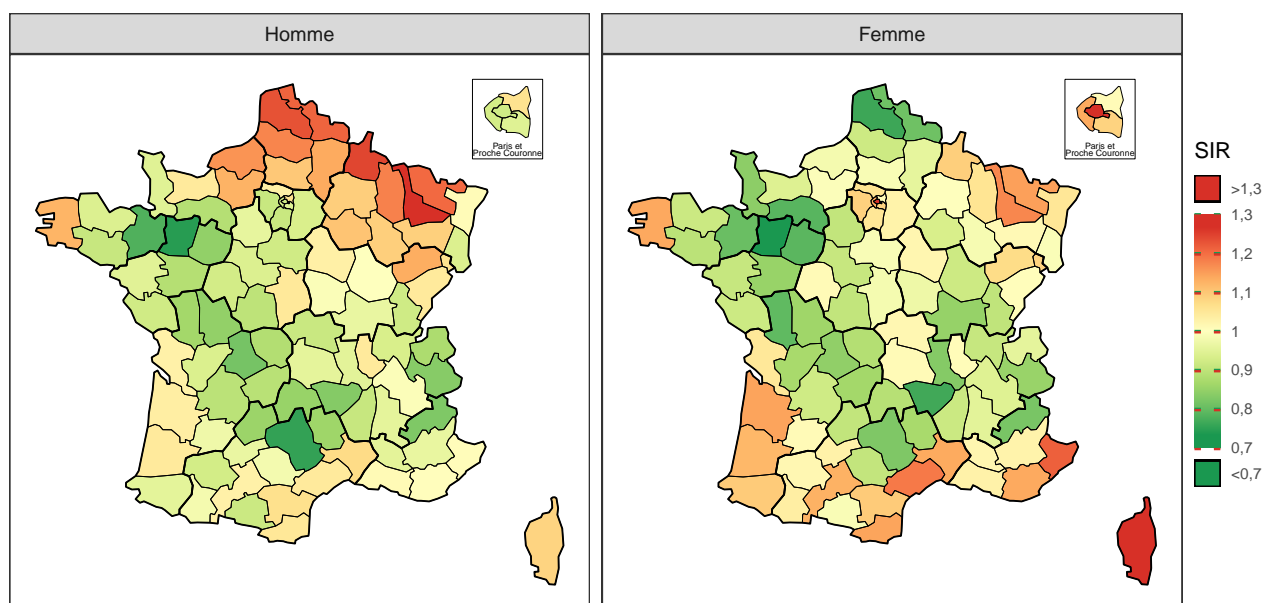 Homme
Femme
Paris et
Proche Couronne
Paris et
Proche Couronne
SIR
>1,3
1,3
1,2
1,1
1
0,9
0,8
0,7
<0,7